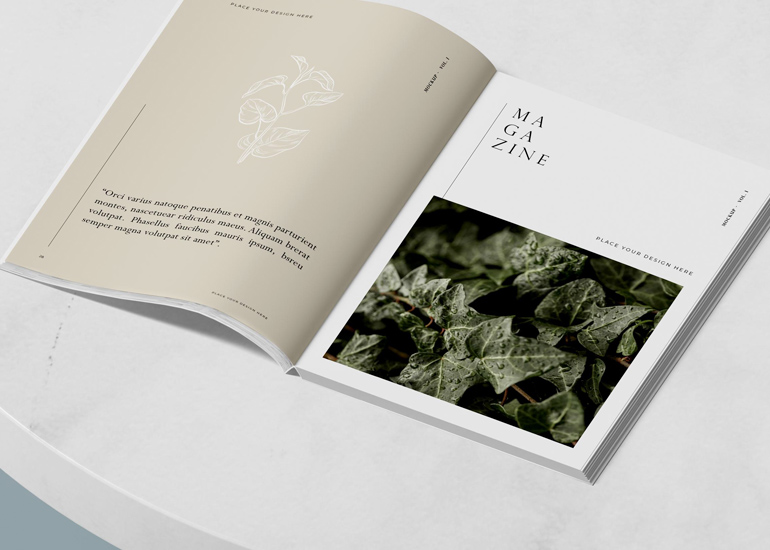 PLACE YOUR DESIGN HERE
MOCKUP · VOL 1
"Orci varius natoque penatibus et magnis parturient
montes, nascetuear ridiculus maeus. Aliquam brerat
volutpat. Phasellus faucibus mauris ipsum, bsreu
semper magna volutpat sit amet".
PLACE YOUR DESIGN HERE
MA
GA
ZINE
MOCKUP · VOL 1
PLACE YOUR DESIGN HERE